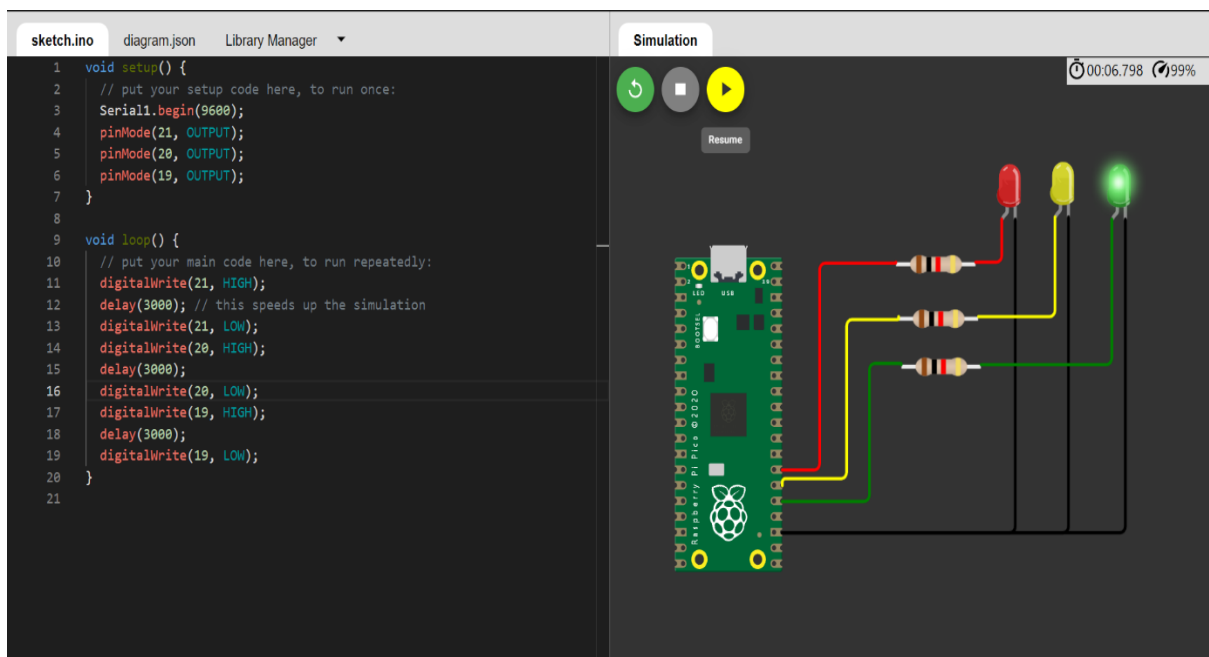 sketch.ino diagram.json Library Manager
1 void setup() {
2 // put your setup code here, to run once:
3 Serial1.begin(9600);
4 pinMode(21, OUTPUT);
5 pinMode(20, OUTPUT);
6 pinMode(19, OUTPUT);
7 }
8
9 void loop() {
10 // put your main code here, to run repeatedly:
11 digitalWrite(21, HIGH);
12 delay(3000); // this speeds up the simulation
13 digitalWrite(21, LOW);
14 digitalWrite(20, HIGH);
15 delay(3000);
16 digitalWrite(20, LOW);
17 digitalWrite(19, HIGH);
18 delay(3000);
19 digitalWrite(19, LOW);
20 }
21
Simulation
00:06.798 99%
Resume
1
2
39
LED USB
BOOTSEL
Raspberry Pi Pico ©2020